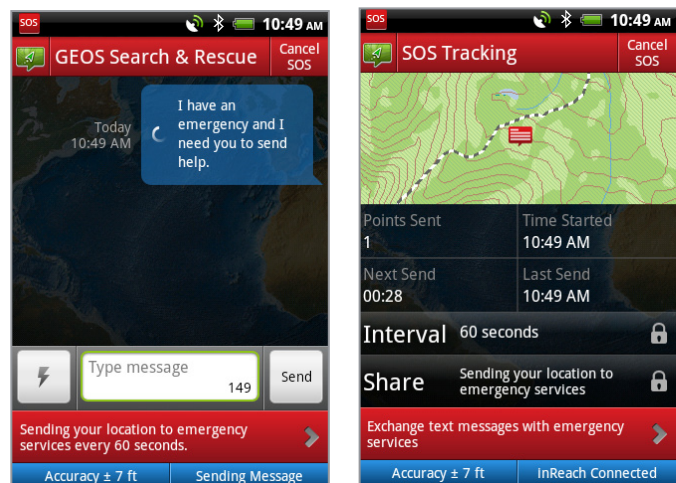 SOS
10:49 AM
GEOS Search & Rescue
Cancel
SOS
Today
10:49 AM
I have an
emergency and I
need you to send
help.
Type message
149
Send
Sending your location to emergency
services every 60 seconds.
Accuracy ± 7 ft
Sending Message
SOS
10:49 AM
SOS Tracking
Cancel
SOS
Points Sent
1
Time Started
10:49 AM
Next Send
00:28
Last Send
10:49 AM
Interval
60 seconds
Share
Sending your location to
emergency services
Exchange text messages with emergency
services
Accuracy ± 7 ft
InReach Connected